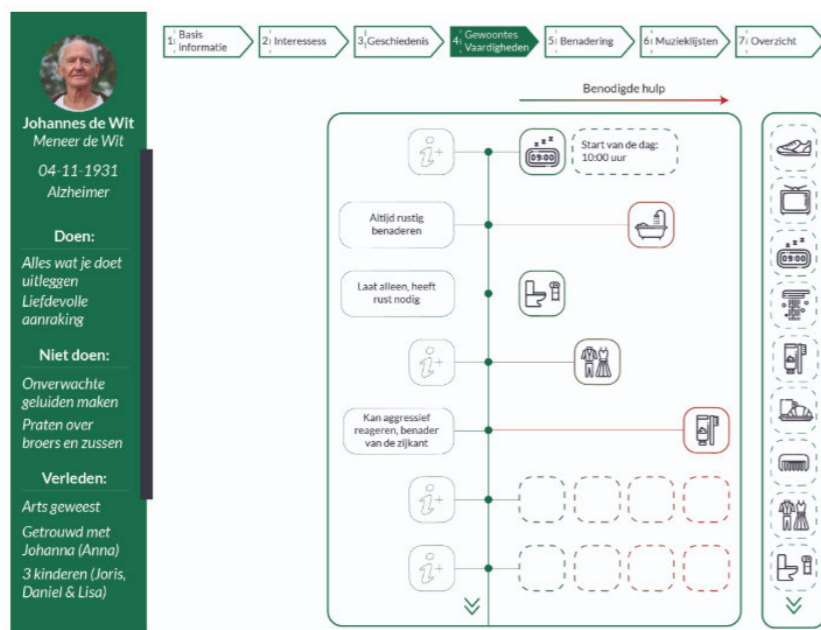 1 Basis
informatie
2 Interessess
3 Geschiedenis
4 Gewoontes
Vaardigheden
5 Benadering
6 Muzieklijsten
7 Overzicht
Johannes de Wit
Meneer de Wit
04-11-1931
Alzheimer
Doen:
Alles wat je doet
uitleggen
Liefdevolle
aanraking
Niet doen:
Onverwachte
geluiden maken
Praten over
broers en zussen
Verleden:
Arts geweest
Getrouwd met
Johanna (Anna)
3 kinderen (Joris,
Daniel & Lisa)
Benodigde hulp
i+
z z z
09:00
Start van de dag:
10:00 uur
Altijd rustig
benaderen
Laat alleen, heeft
rust nodig
i+
Kan aggressief
reageren, benader
van de zijkant
i+
i+
z z z
09:00